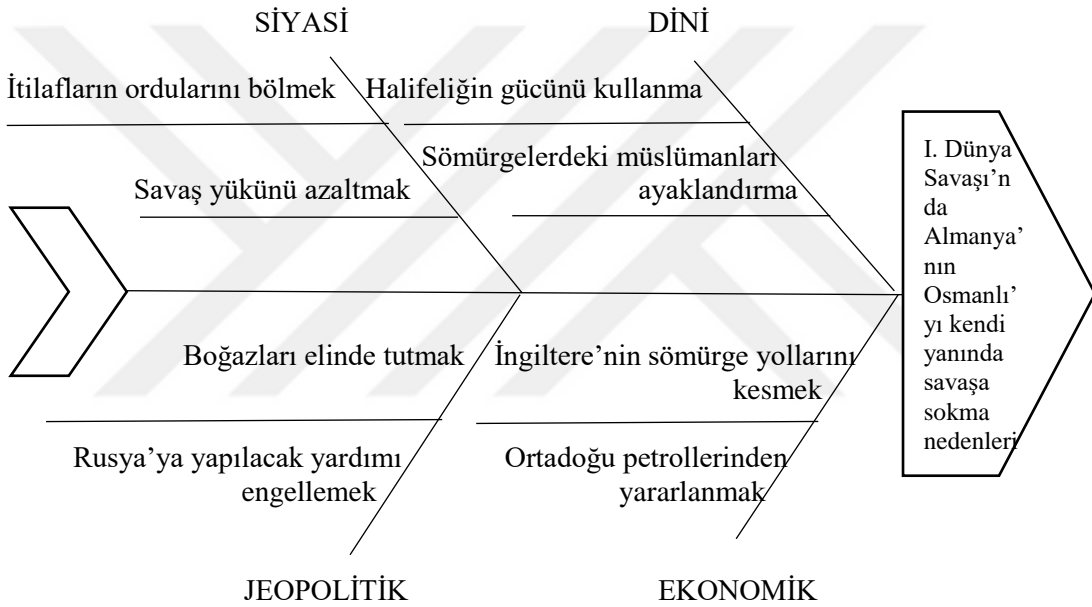 SİYASİ
DİNİ
İtilafların ordularını bölmek
Halifeliğin gücünü kullanma
Savaş yükünü azaltmak
Sömürgelerdeki müslümanları
ayaklandırma
I. Dünya
Savaşı’n
da
Almanya’
nın
Osmanlı’
yı kendi
yanında
savaşa
sokma
nedenleri
Boğazları elinde tutmak
İngiltere’nin sömürge yollarını
kesmek
Rusya’ya yapılacak yardımı
engellemek
Ortadoğu petrollerinden
yararlanmak
JEOPOLİTİK
EKONOMİK